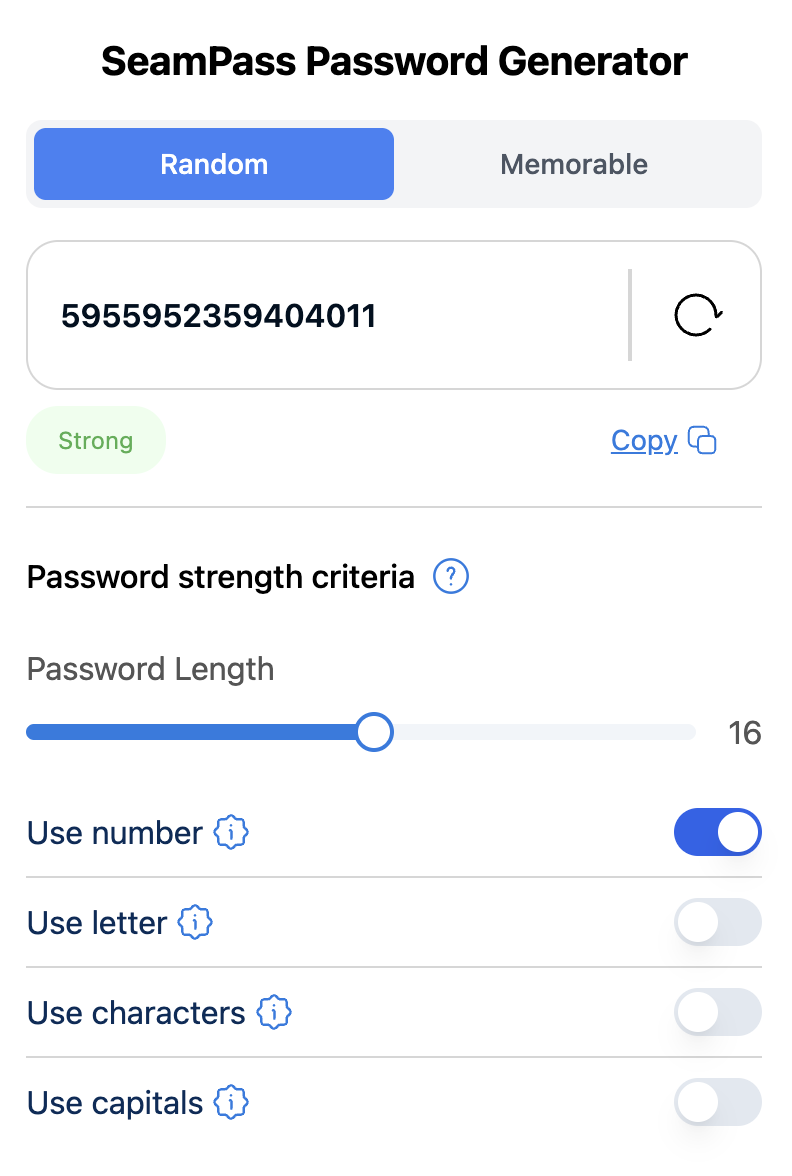 SeamPass Password Generator
Random Memorable
5955952359404011
Strong Copy
Password strength criteria ?
Password Length
16
Use number i
Use letter i
Use characters i
Use capitals i